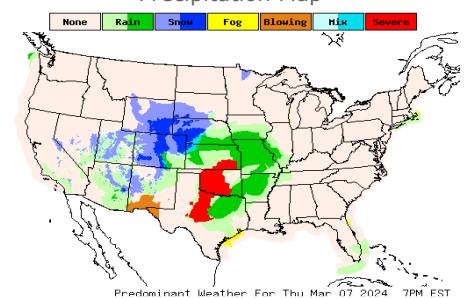 Precipitation Map
None Rain Snow Fog Blowing Mix Severe
Predominant Weather For Thu Mar 07 2024 7PM EST